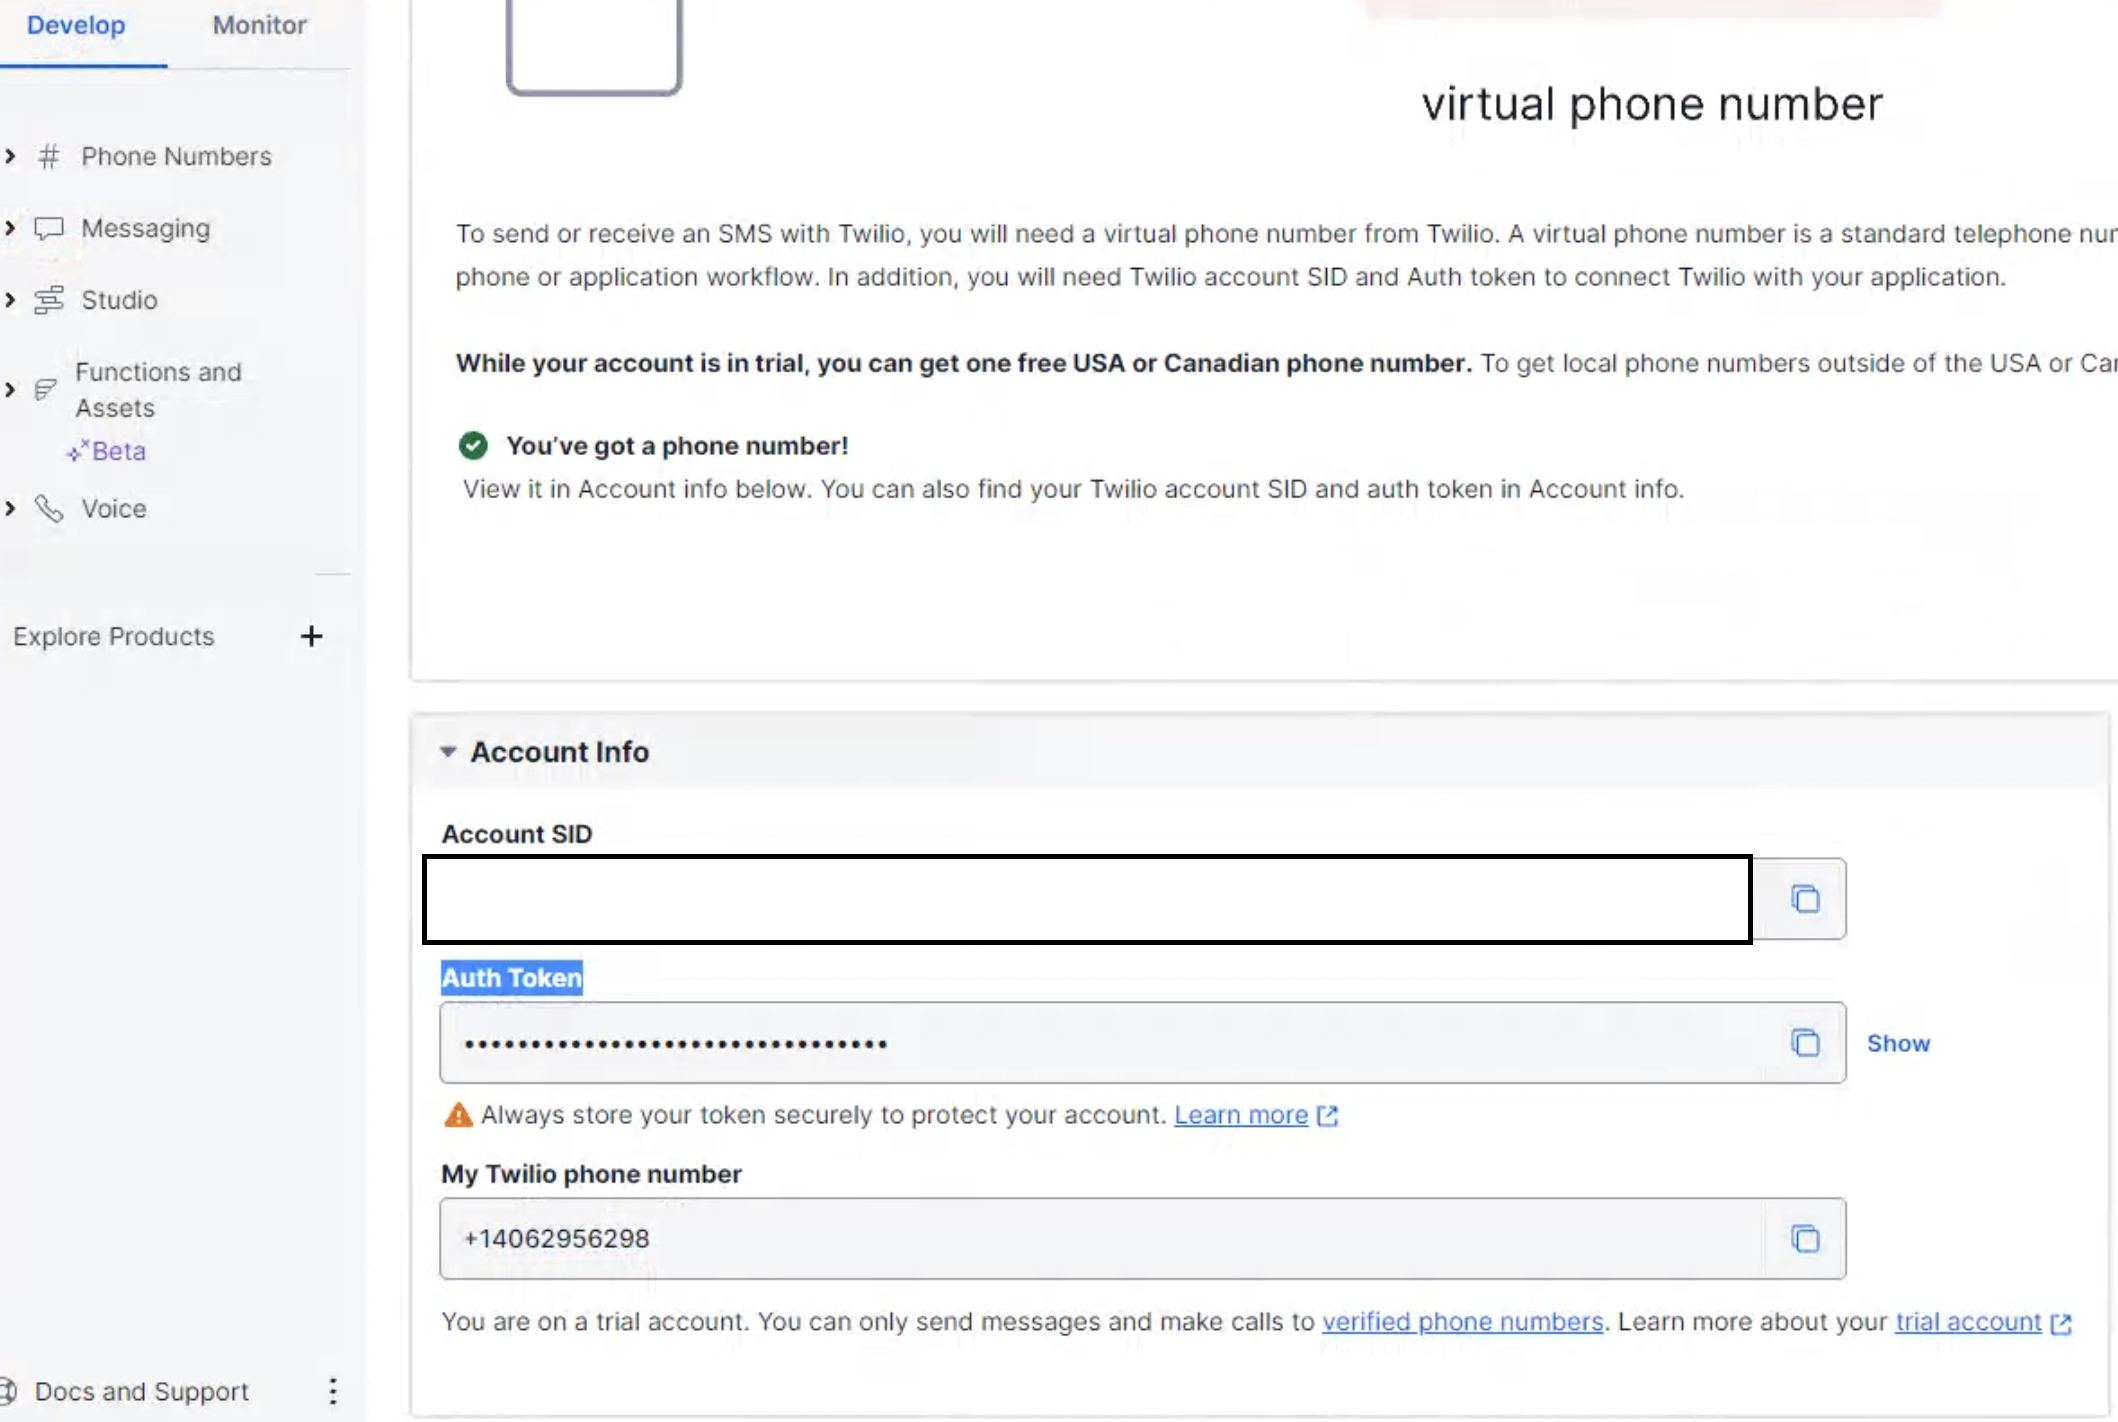 Develop
Monitor
Phone Numbers
Messaging
Studio
Functions and
Assets
Beta
Voice
Explore Products
Docs and Support
virtual phone number
To send or receive an SMS with Twilio, you will need a virtual phone number from Twilio. A virtual phone number is a standard telephone
phone or application workflow. In addition, you will need Twilio account SID and Auth token to connect Twilio with your application.
While your account is in trial, you can get one free USA or Canadian phone number. To get local phone numbers outside of the USA or
You've got a phone number!
View it in Account info below. You can also find your Twilio account SID and auth token in Account info.
Account Info
Account SID
Auth Token
••••••••••••••••••••••••••••••••
Show
Always store your token securely to protect your account. Learn more
My Twilio phone number
+14062956298
You are on a trial account. You can only send messages and make calls to verified phone numbers. Learn more about your trial account